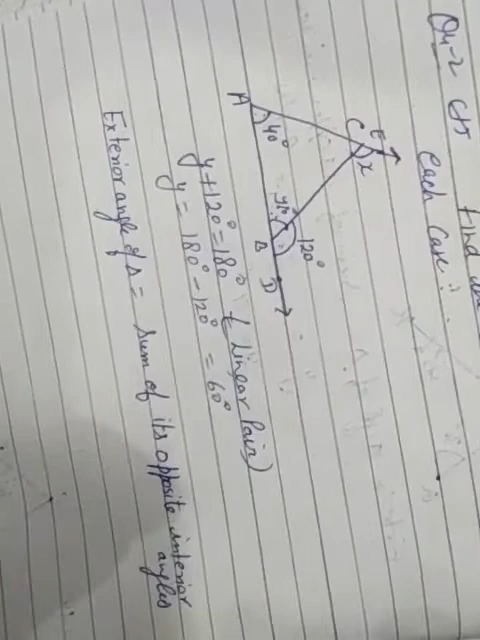 Qu-2 (1) find
each case:
E
C
x
A
40°
y
120°
B
D
y + 120° = 180° (Linear Pair)
y = 180° - 120° = 60°
Exterior angle of Δ = sum of its opposite interior
angles